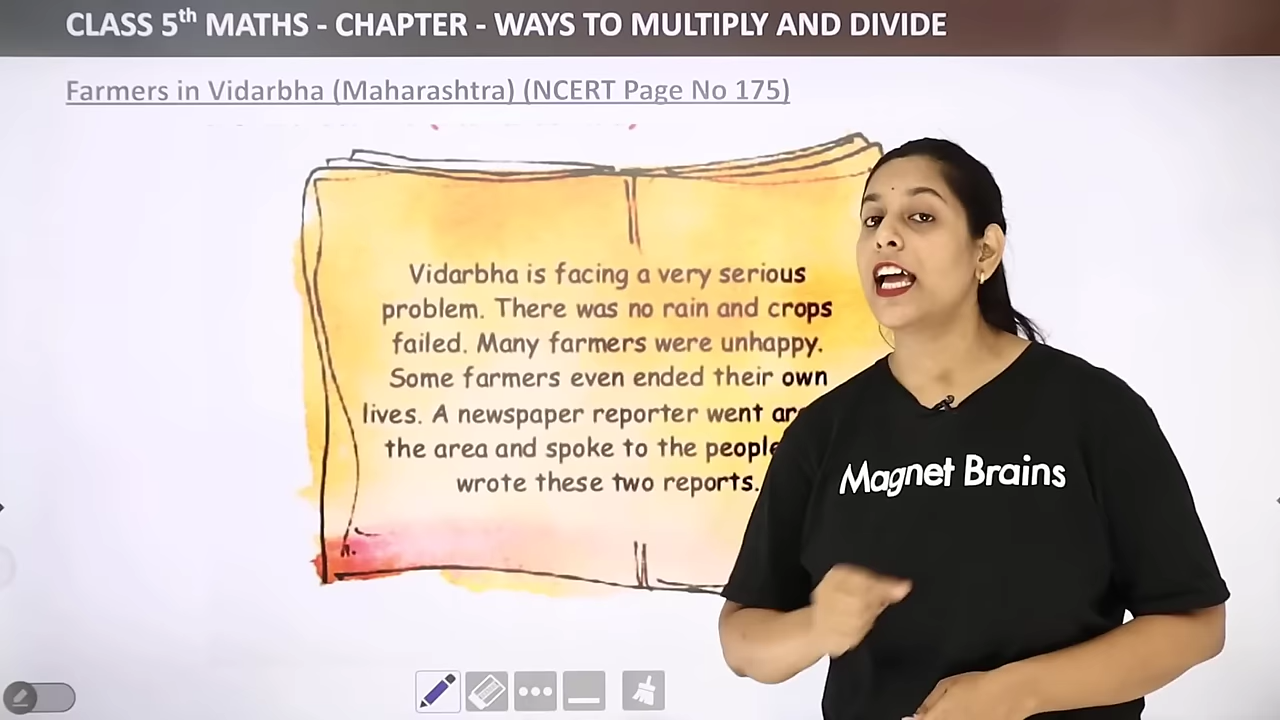 CLASS 5th MATHS - CHAPTER - WAYS TO MULTIPLY AND DIVIDE
Farmers in Vidarbha (Maharashtra) (NCERT Page No 175)
Vidarbha is facing a very serious
problem. There was no rain and crops
failed. Many farmers were unhappy.
Some farmers even ended their own
lives. A newspaper reporter went
the area and spoke to the people
wrote these two reports.
Magnet Brains